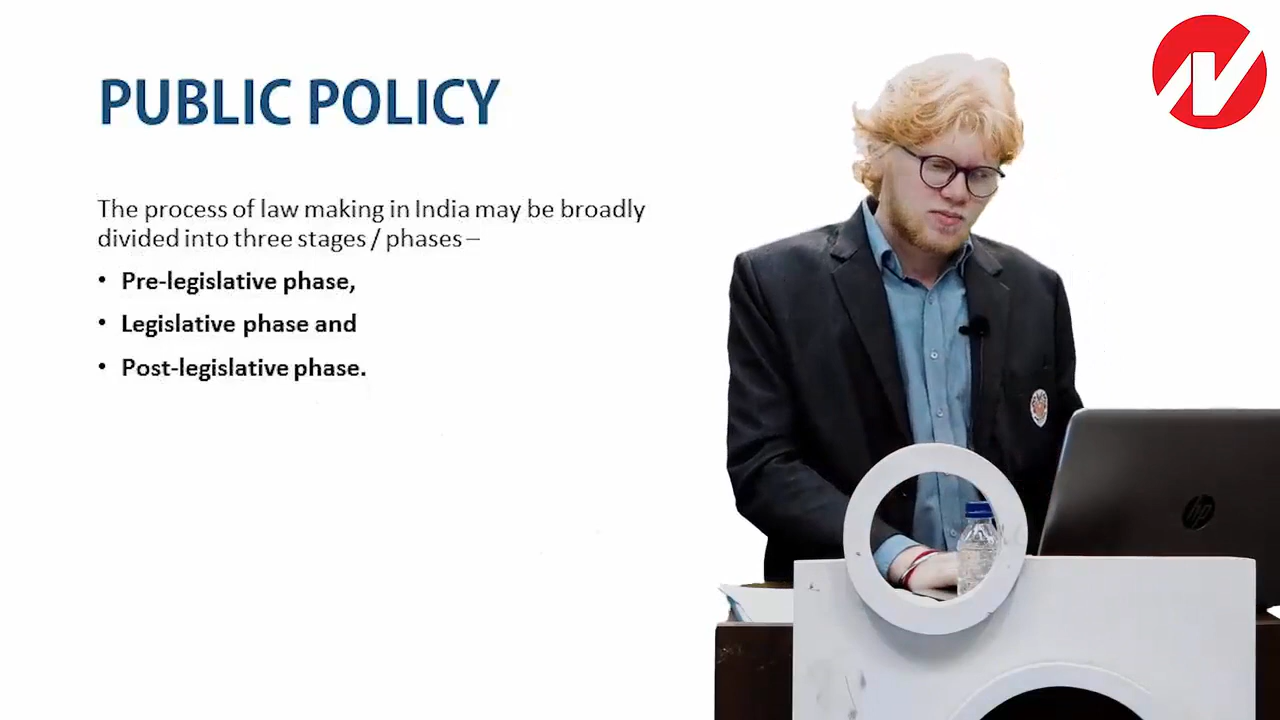 PUBLIC POLICY
The process of law making in India may be broadly
divided into three stages / phases –
• Pre-legislative phase,
• Legislative phase and
• Post-legislative phase.
hp